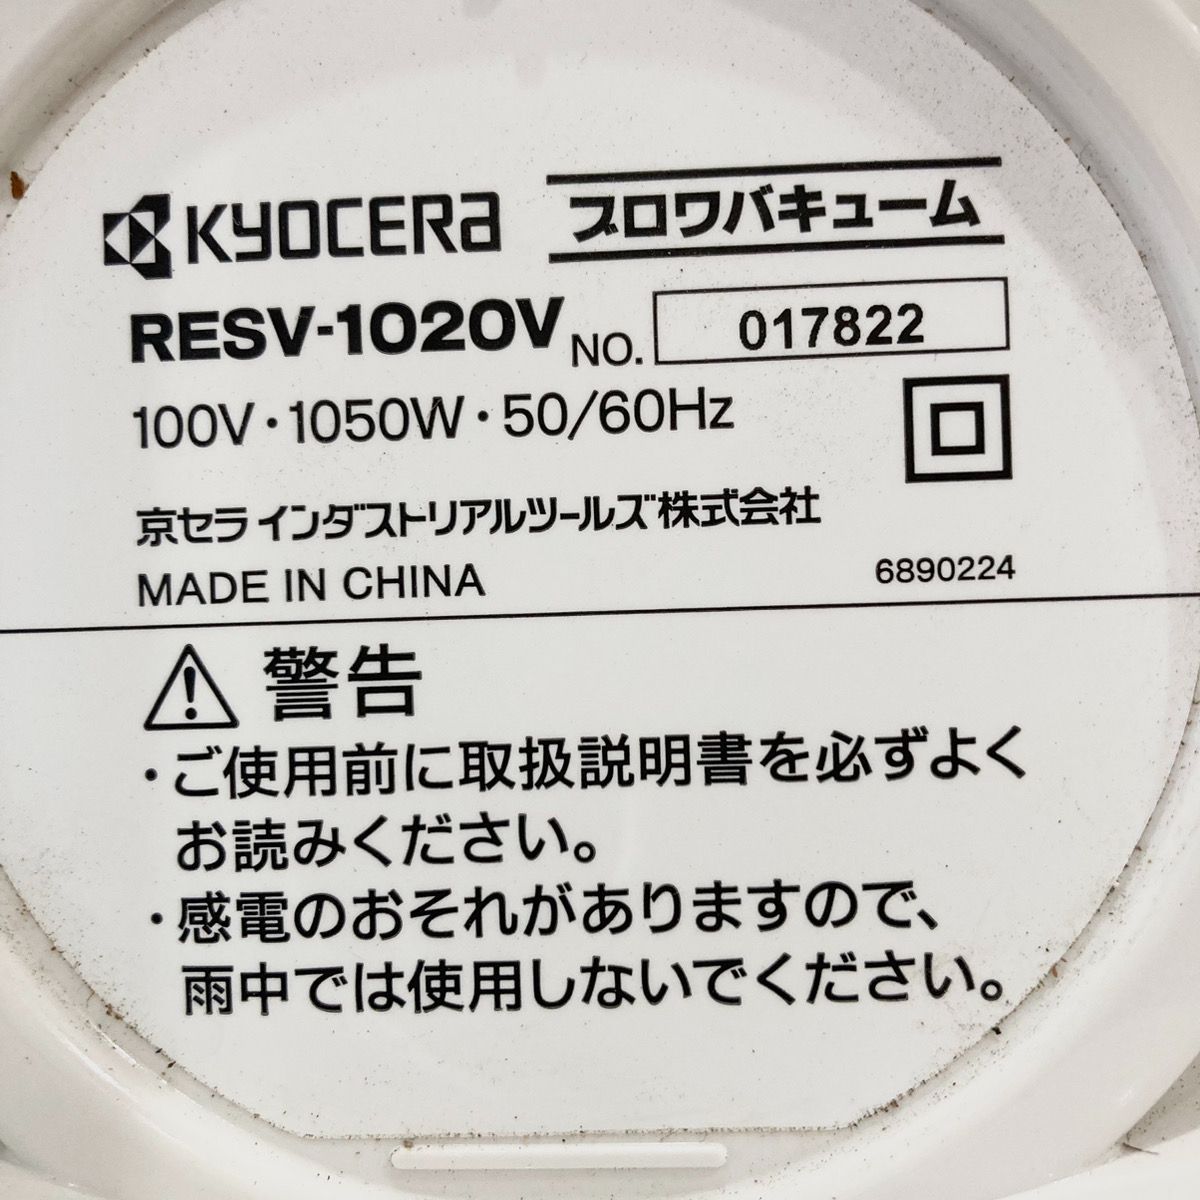 KYOCERA ブロワバキューム
RESV-1020V NO. 017822
100V・1050W・50/60Hz
京セラ インダストリアルツールズ株式会社
MADE IN CHINA 6890224
警告
・ご使用前に取扱説明書を必ずよく
お読みください。
・感電のおそれがありますので、
雨中では使用しないでください。